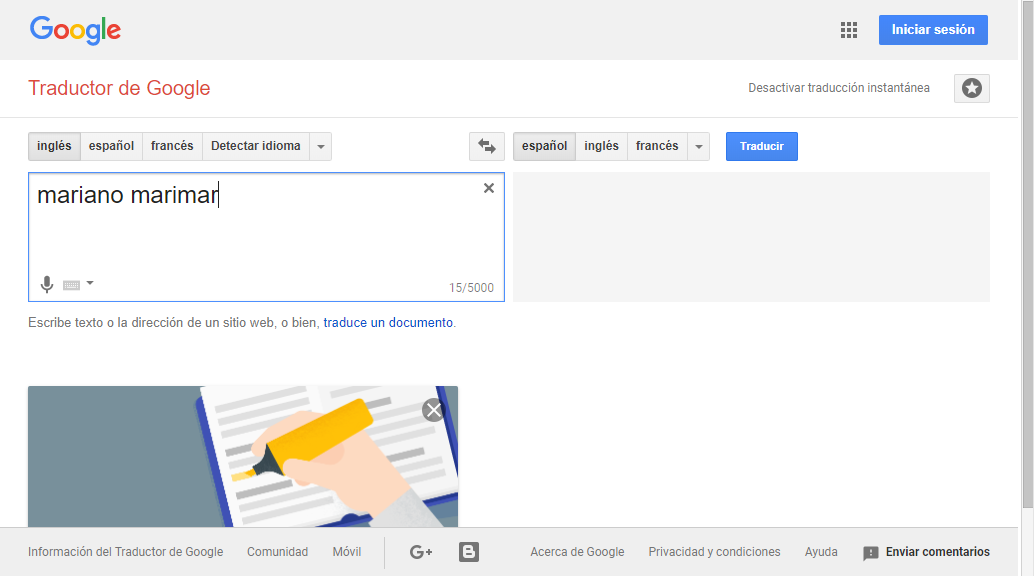 Google
Iniciar sesión
Traductor de Google
Desactivar traducción instantánea
inglés español francés Detectar idioma
español inglés francés
Traducir
mariano marimar
15/5000
Escribe texto o la dirección de un sitio web, o bien, traduce un documento.
Información del Traductor de Google Comunidad Móvil G+ B Acerca de Google Privacidad y condiciones Ayuda Enviar comentarios